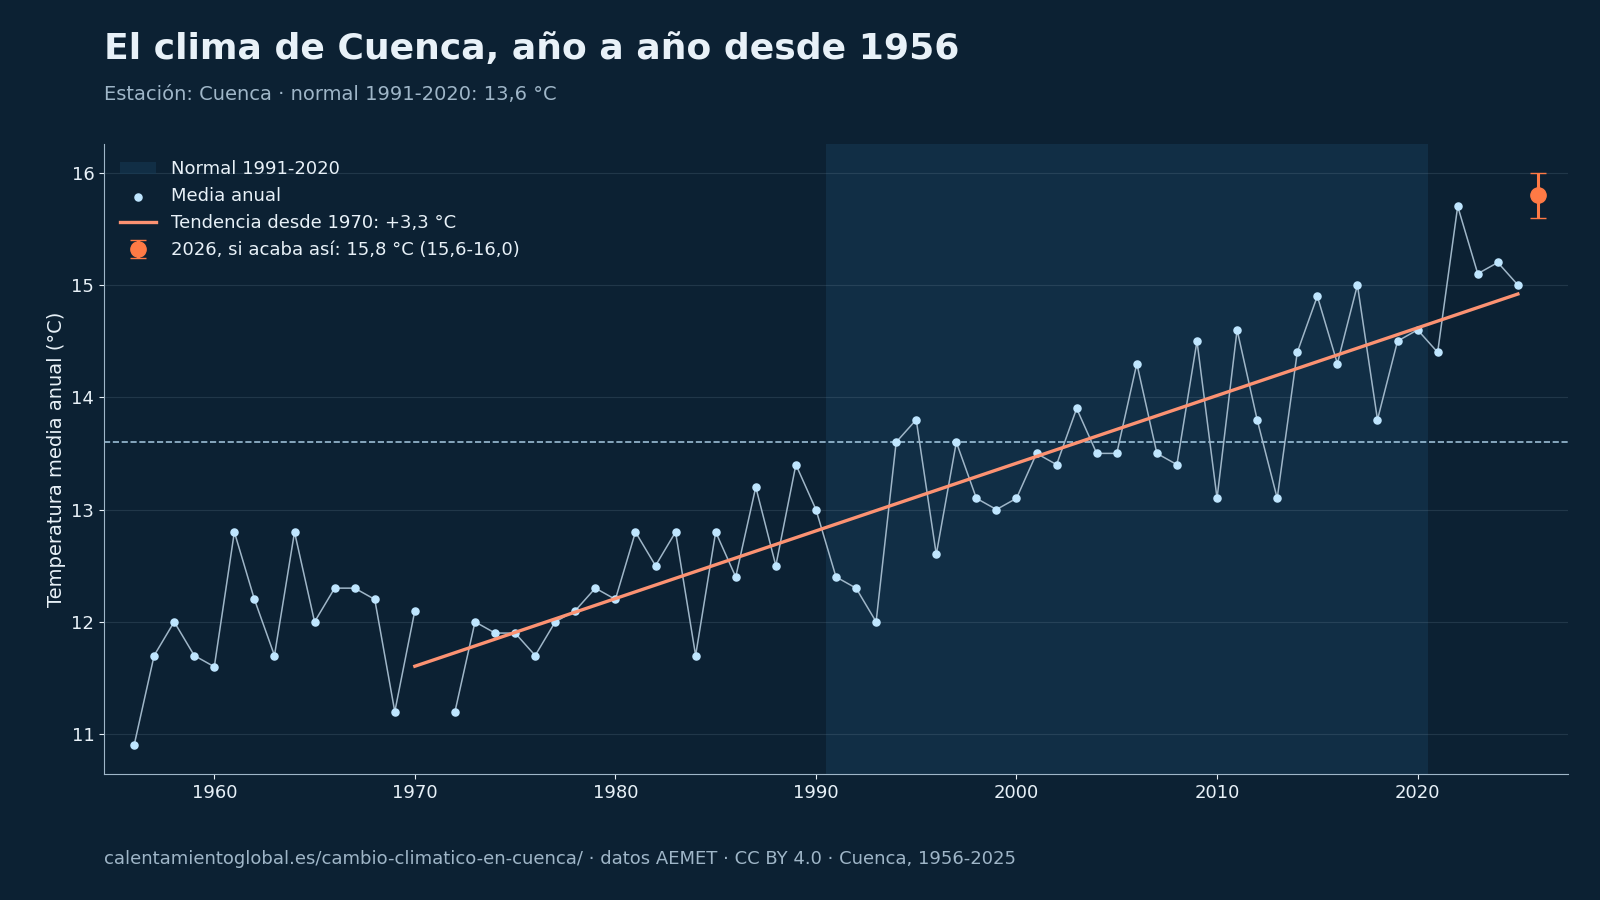 El clima de Cuenca, año a año desde 1956
Estación: Cuenca · normal 1991-2020: 13,6 °C
Normal 1991-2020
Media anual
Tendencia desde 1970: +3,3 °C
2026, si acaba así: 15,8 °C (15,6-16,0)
Temperatura media anual (°C)
16
15
14
13
12
11
1960 1970 1980 1990 2000 2010 2020
calentamientoglobal.es/cambio-climatico-en-cuenca/ · datos AEMET · CC BY 4.0 · Cuenca, 1956-2025